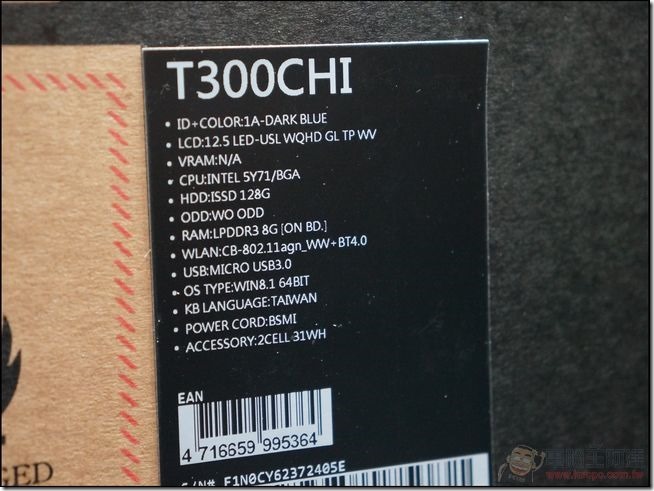 T300CHI
• ID+COLOR:1A-DARK BLUE
• LCD:12.5 LED-USL WQHD GL TP WV
• VRAM:N/A
• CPU:INTEL 5Y71/BGA
• HDD:ISSD 128G
• ODD:WO ODD
• RAM:LPDDR3 8G [ON BD.]
• WLAN:CB-802.11agn_WW+BT4.0
• USB:MICRO USB3.0
• OS TYPE:WIN8.1 64BIT
• KB LANGUAGE:TAIWAN
• POWER CORD:BSMI
• ACCESSORY:2CELL 31WH
EAN
4 716659 995364
S/N# F1N0CY62372405E